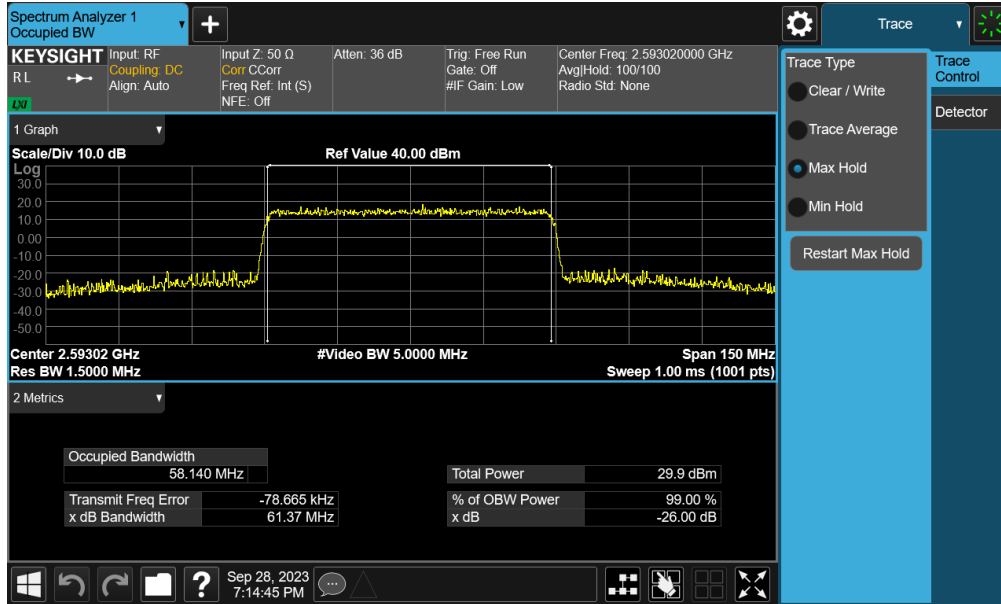 Spectrum Analyzer 1
Occupied BW
Trace
KEYSIGHT
R L
LXI
Input: RF
Coupling: DC
Align: Auto
Input Z: 50 Ω
Corr CCorr
Freq Ref: Int (S)
NFE: Off
Atten: 36 dB
Trig: Free Run
Gate: Off
#IF Gain: Low
Center Freq: 2.593020000 GHz
Avg|Hold: 100/100
Radio Std: None
Trace Type
Clear / Write
Trace Average
Max Hold
Min Hold
Restart Max Hold
Trace
Control
Detector
1 Graph
Scale/Div 10.0 dB
Ref Value 40.00 dBm
Log
30.0
20.0
10.0
0.00
-10.0
-20.0
-30.0
-40.0
-50.0
Center 2.59302 GHz
#Video BW 5.0000 MHz
Span 150 MHz
Res BW 1.5000 MHz
Sweep 1.00 ms (1001 pts)
2 Metrics
Occupied Bandwidth
58.140 MHz
Transmit Freq Error -78.665 kHz
x dB Bandwidth 61.37 MHz
Total Power 29.9 dBm
% of OBW Power 99.00 %
x dB -26.00 dB
?
Sep 28, 2023
7:14:45 PM